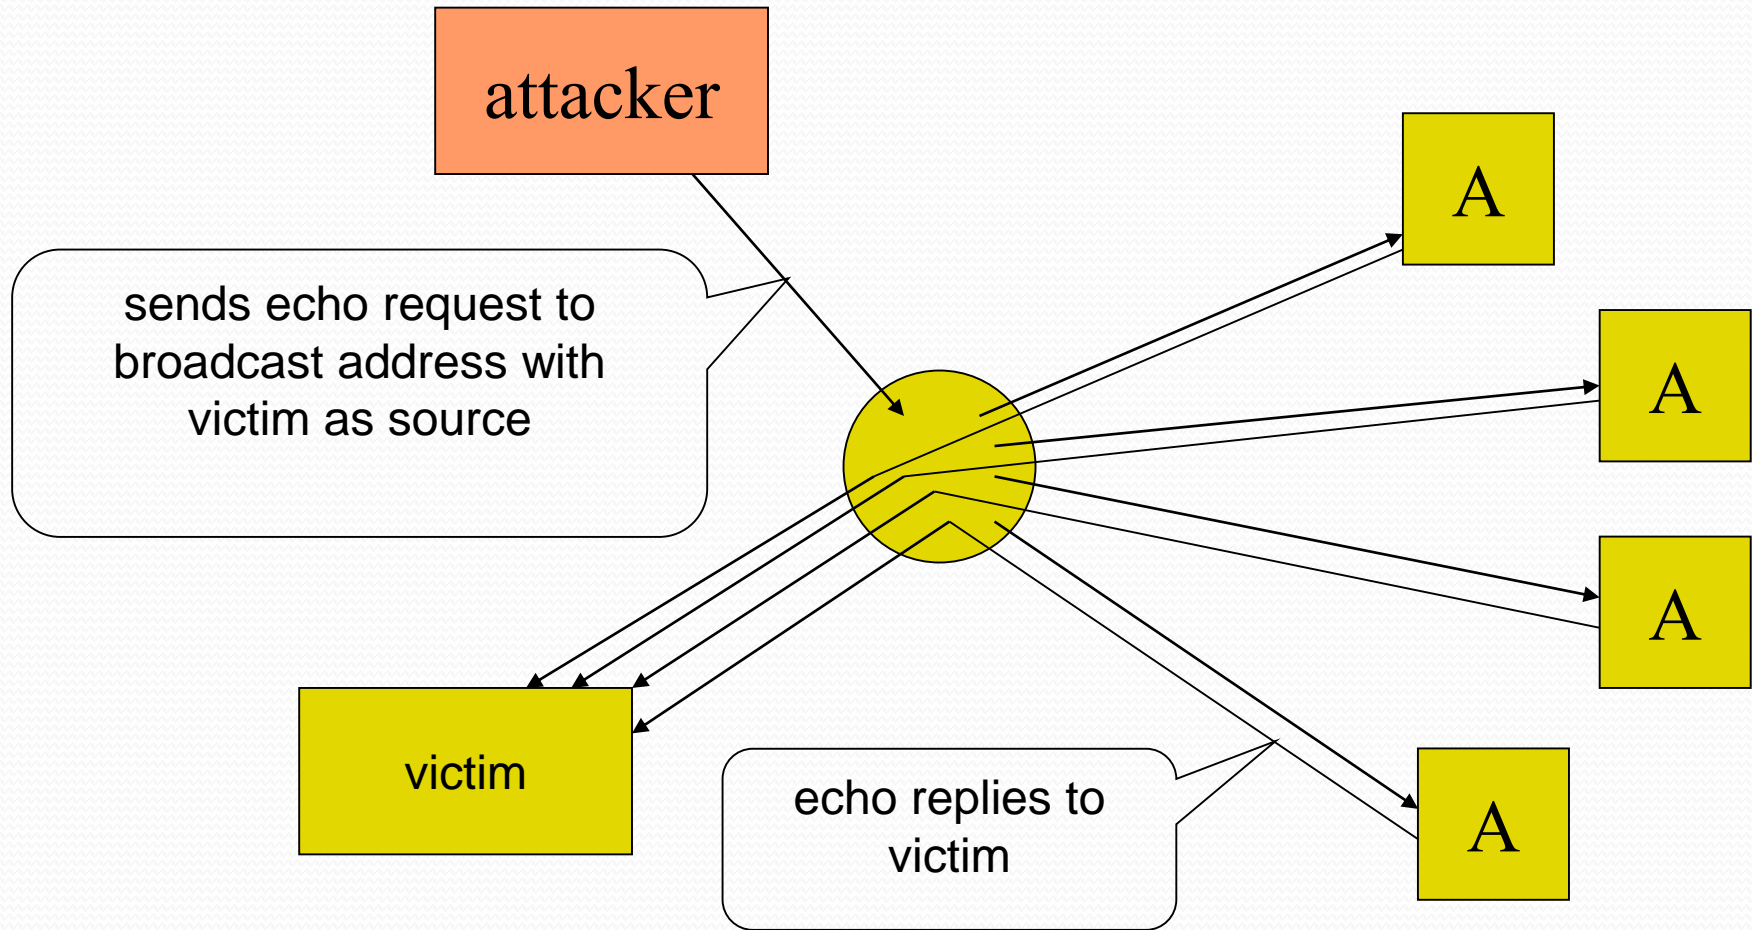 attacker
A
sends echo request to
broadcast address with
victim as source
A
A
victim
echo replies to
victim
A